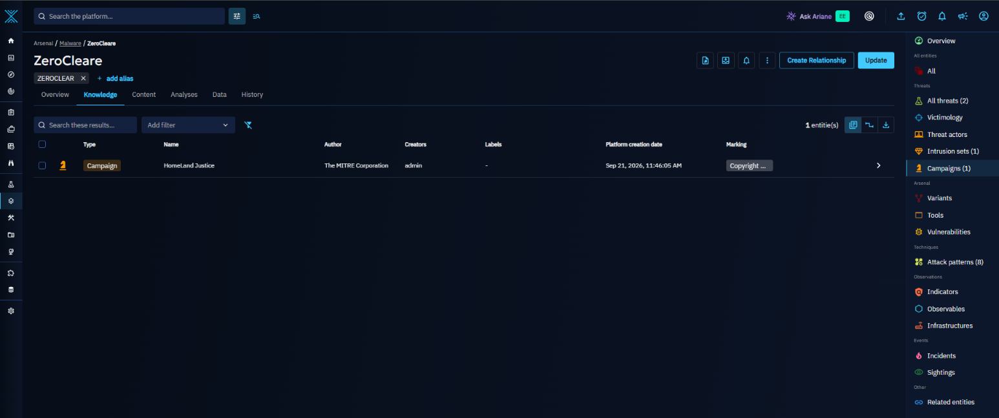 Search the platform...
Ask Ariane EE
Arsenal / Malware / ZeroCleare
ZeroCleare
Create Relationship
Update
ZEROCLEAR
+ add alias
Overview Knowledge Content Analyses Data History
Search these results...
Add filter
1 entitie(s)
Type Name Author Creators Labels Platform creation date Marking
Campaign HomeLand Justice The MITRE Corporation admin - Sep 21, 2026, 11:46:05 AM Copyright ...
Overview
All entities
All
Threats
All threats (2)
Victimology
Threat actors
Intrusion sets (1)
Campaigns (1)
Arsenal
Variants
Tools
Vulnerabilities
Techniques
Attack patterns (8)
Observations
Indicators
Observables
Infrastructures
Events
Incidents
Sightings
Other
Related entities